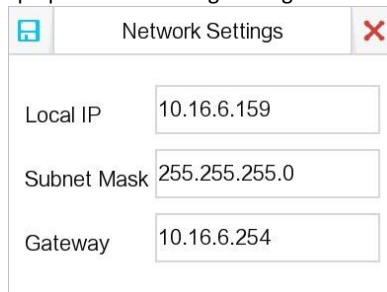 Network Settings
Local IP 10.16.6.159
Subnet Mask 255.255.255.0
Gateway 10.16.6.254